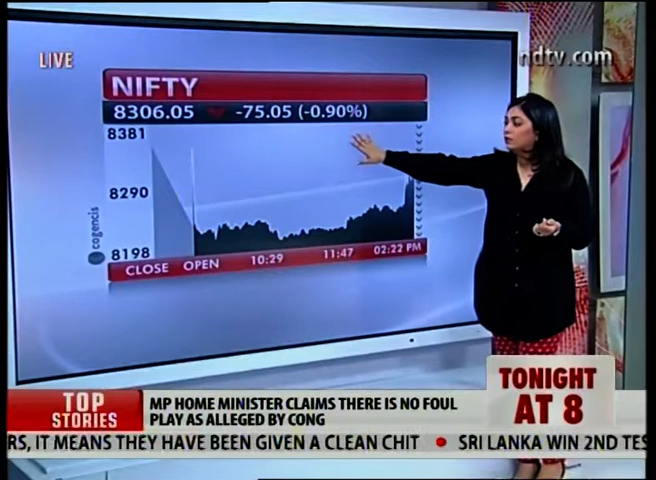 LIVE
ndtv.com
NIFTY
8306.05 -75.05 (-0.90%)
8381
8290
8198
cogencis
CLOSE OPEN 10:29 11:47 02:22 PM
TONIGHT
AT 8
TOP
STORIES
MP HOME MINISTER CLAIMS THERE IS NO FOUL
PLAY AS ALLEGED BY CONG
RS, IT MEANS THEY HAVE BEEN GIVEN A CLEAN CHIT • SRI LANKA WIN 2ND TES